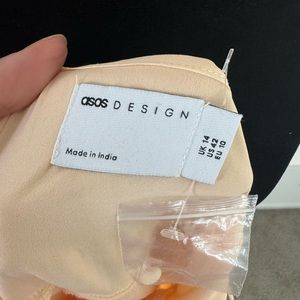 asos DESIGN
Made in India
UK 14
US 42
EU 10